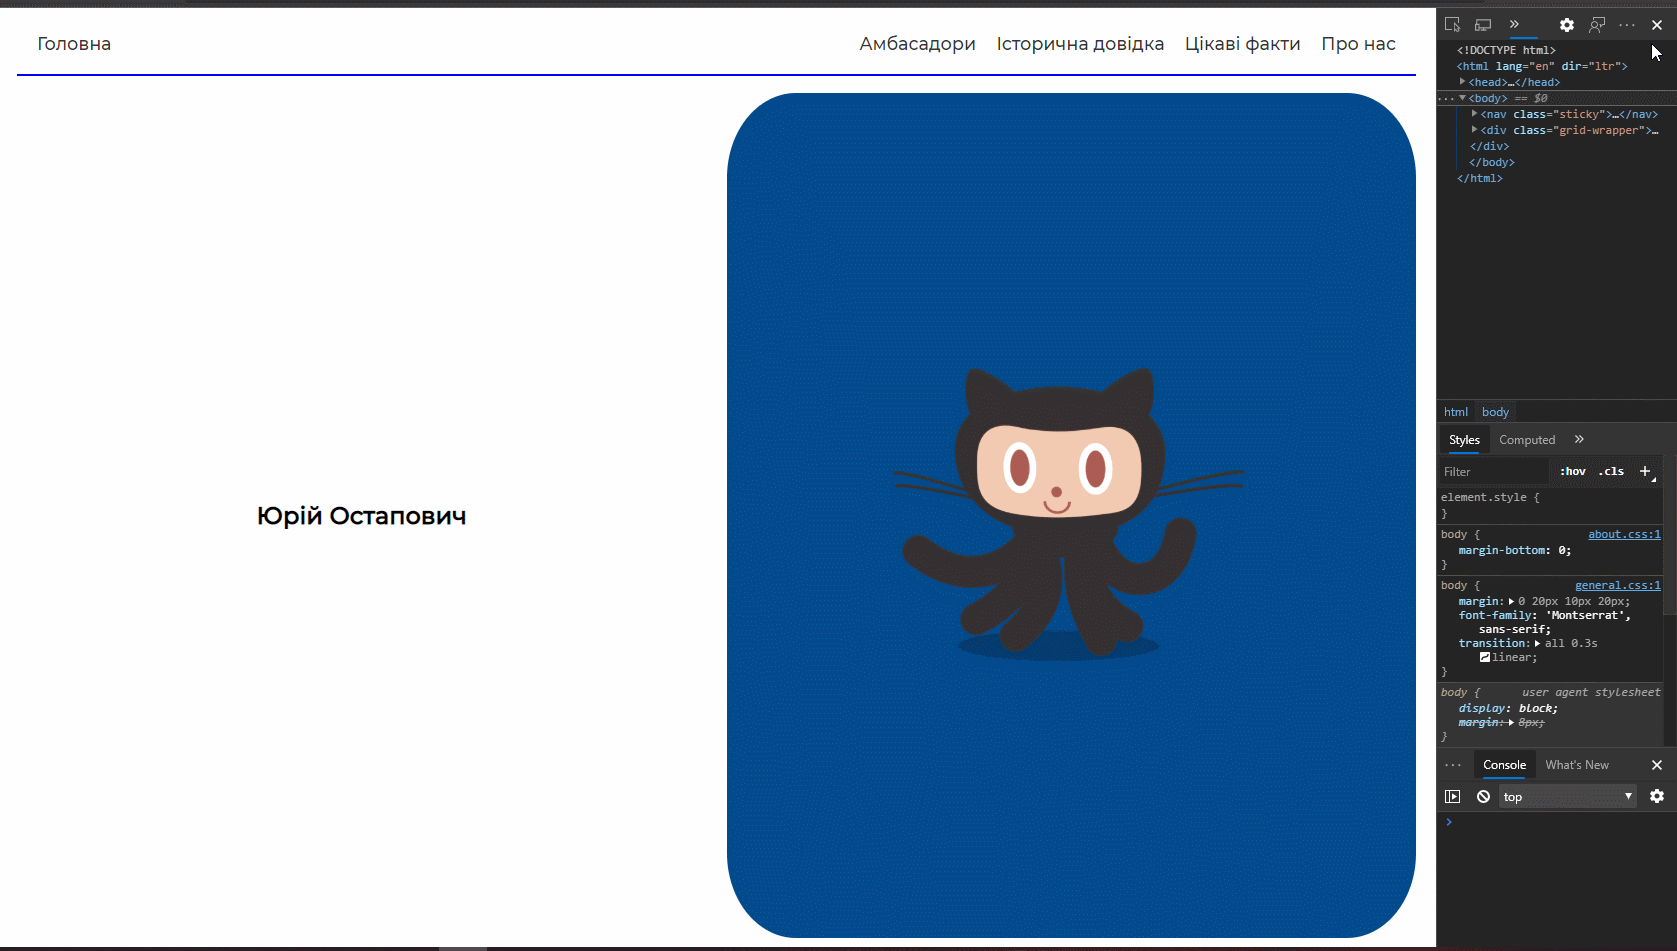 Головна
Амбасадори Історична довідка Цікаві факти Про нас
Юрій Остапович
<!DOCTYPE html>
<html lang="en" dir="ltr">
<head>…</head>
… <body> == $0
<nav class="sticky">…</nav>
<div class="grid-wrapper">…
</div>
</body>
</html>
html body
Styles Computed »
Filter :hov .cls +
element.style {
}
body { about.css:1
margin-bottom: 0;
}
body { general.css:1
margin: 0 20px 10px 20px;
font-family: 'Montserrat',
sans-serif;
transition: all 0.3s
linear;
}
body { user agent stylesheet
display: block;
margin: 8px;
}
Console What's New
top